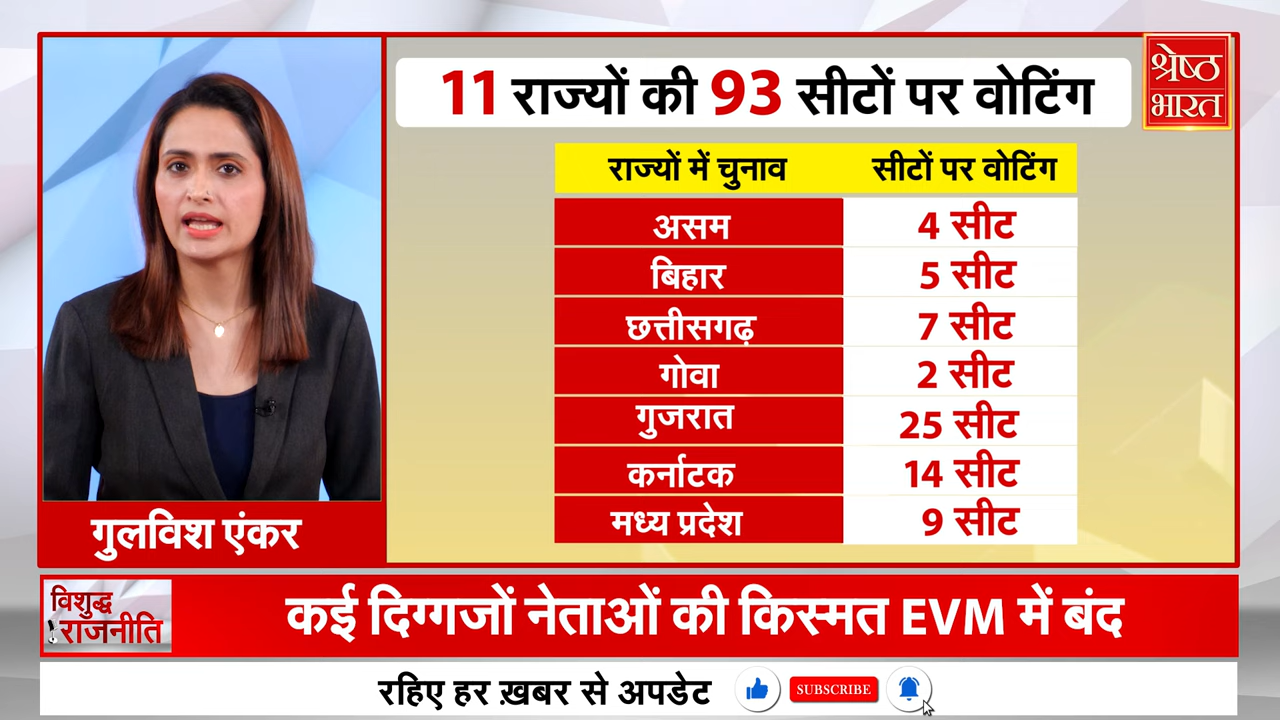 11 राज्यों की 93 सीटों पर वोटिंग
श्रेष्ठ
भारत
राज्यों में चुनाव सीटों पर वोटिंग
असम 4 सीट
बिहार 5 सीट
छत्तीसगढ़ 7 सीट
गोवा 2 सीट
गुजरात 25 सीट
कर्नाटक 14 सीट
मध्य प्रदेश 9 सीट
गुलविश एंकर
विशुद्ध
राजनीति
कई दिग्गजों नेताओं की किस्मत EVM में बंद
रहिए हर ख़बर से अपडेट
SUBSCRIBE